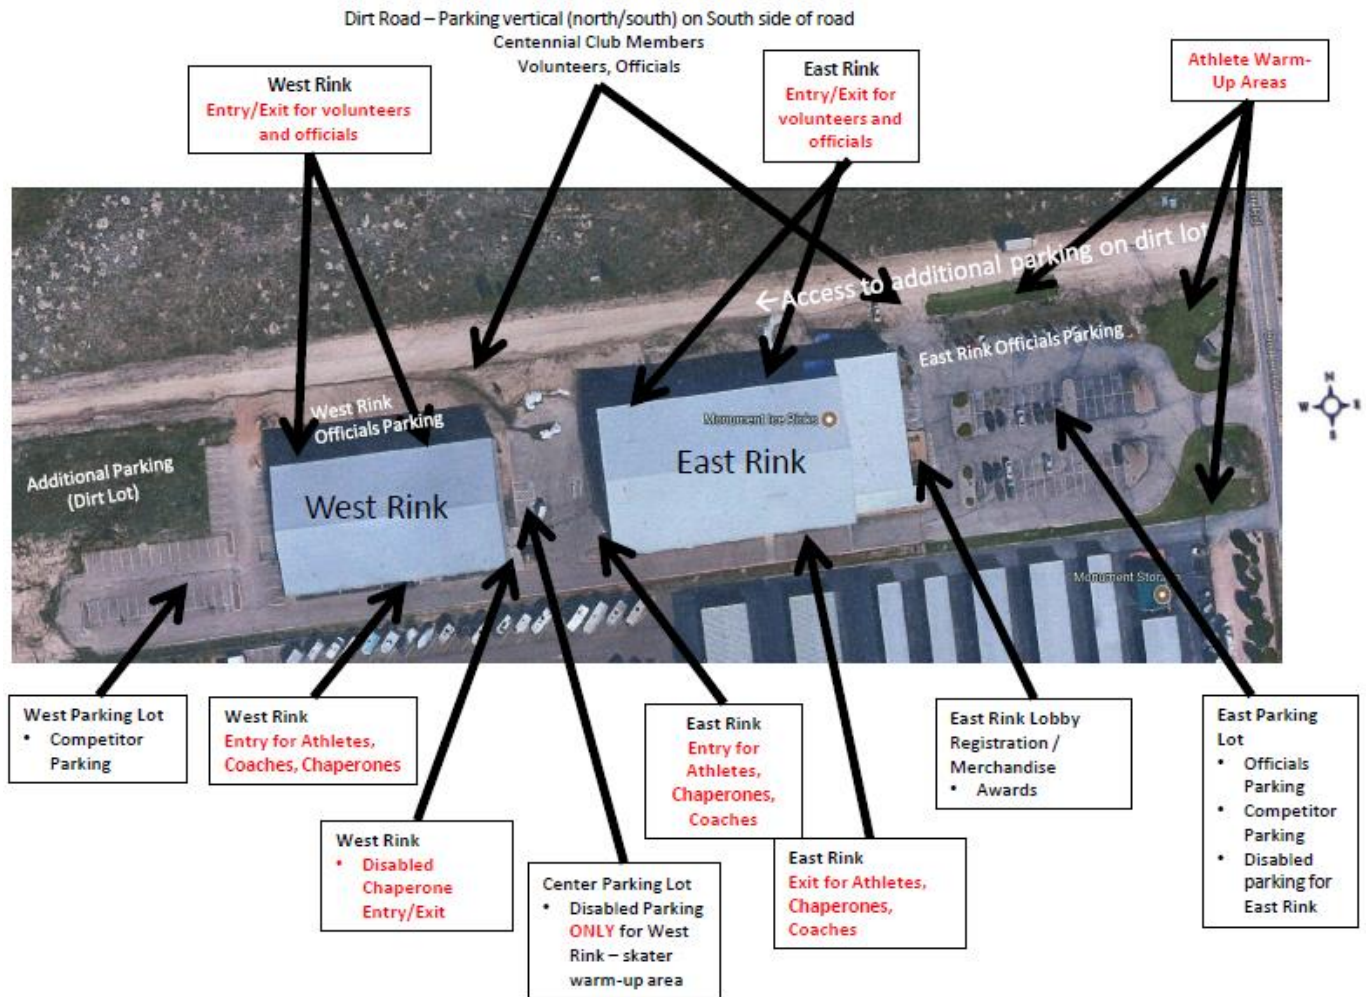 Dirt Road – Parking vertical (north/south) on South side of road
Centennial Club Members
Volunteers, Officials
West Rink
Entry/Exit for volunteers
and officials
East Rink
Entry/Exit for
volunteers and
officials
Athlete Warm-
Up Areas
←Access to additional parking on dirt lot
East Rink Officials Parking
West Rink
Officials Parking
Additional Parking
(Dirt Lot)
West Rink
Monument Ice Rinks
East Rink
Monument Storage
N
W
S
West Parking Lot
• Competitor
Parking
West Rink
Entry for Athletes,
Coaches, Chaperones
West Rink
• Disabled
Chaperone
Entry/Exit
Center Parking Lot
• Disabled Parking
ONLY for West
Rink – skater
warm-up area
East Rink
Entry for
Athletes,
Chaperones,
Coaches
East Rink
Exit for Athletes,
Chaperones,
Coaches
East Rink Lobby
Registration /
Merchandise
• Awards
East Parking
Lot
• Officials
Parking
• Competitor
Parking
• Disabled
parking for
East Rink